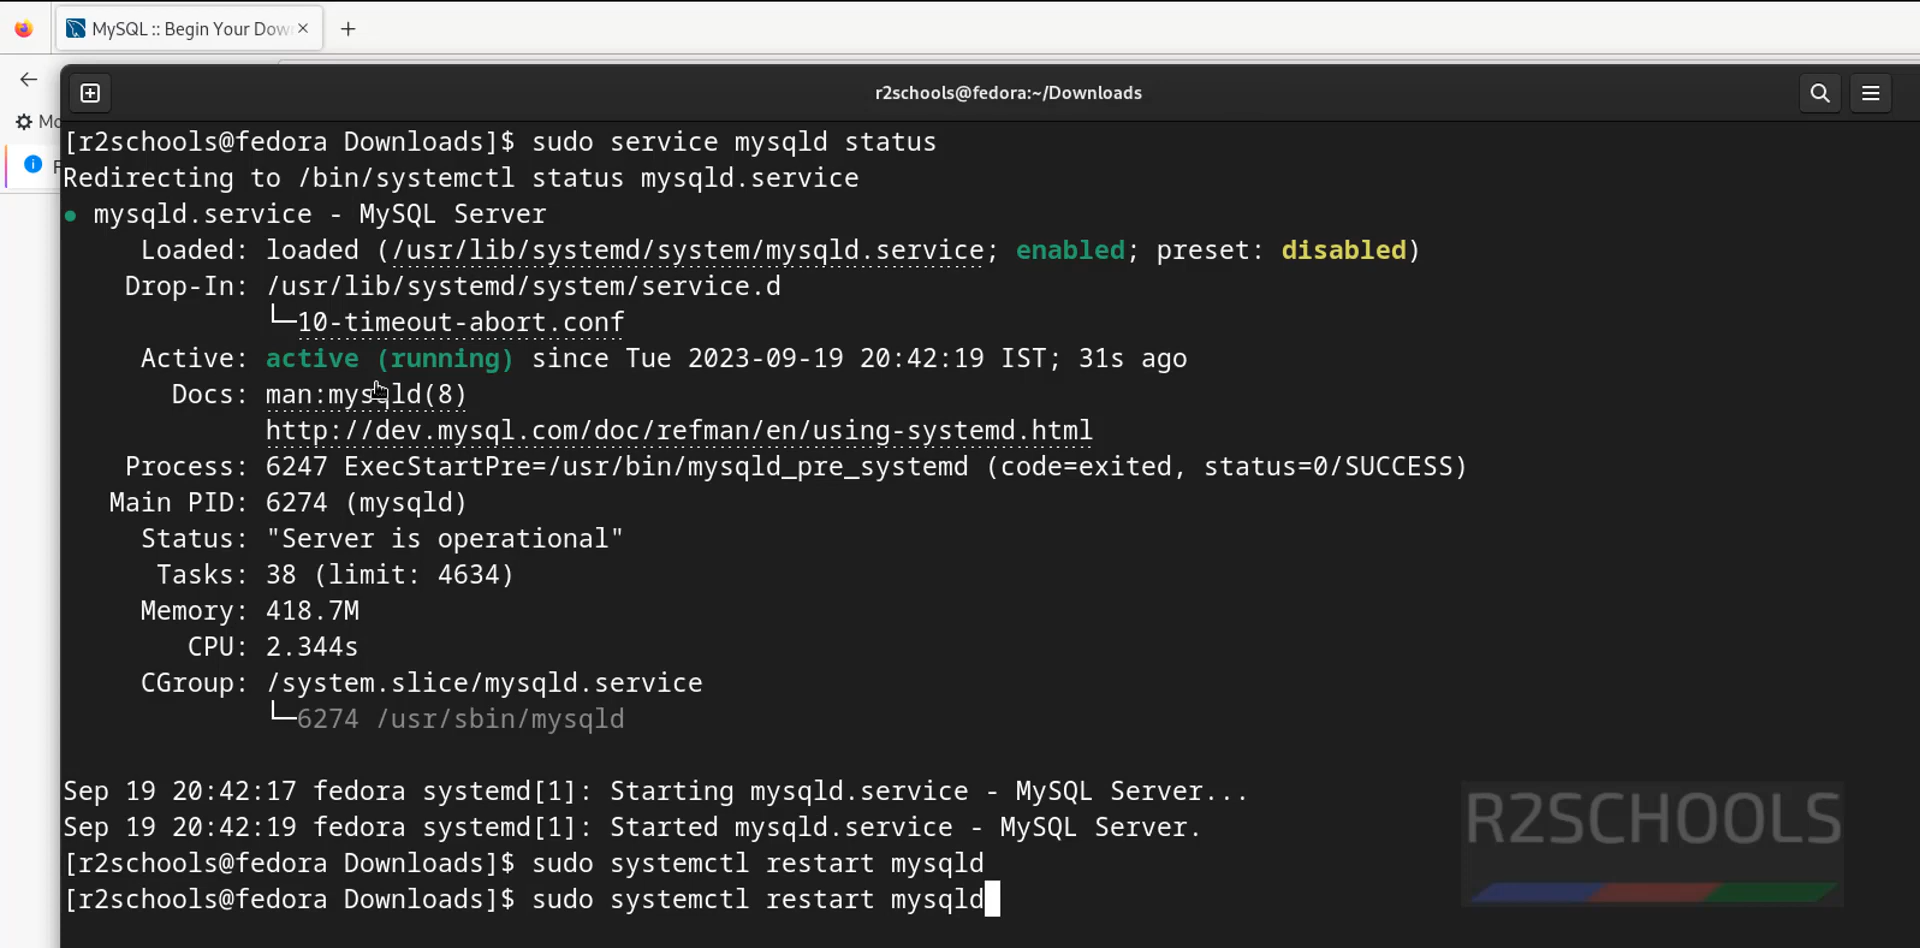 MySQL :: Begin Your Dow
r2schools@fedora:~/Downloads
Mo
[r2schools@fedora Downloads]$ sudo service mysqld status
Redirecting to /bin/systemctl status mysqld.service
● mysqld.service - MySQL Server
Loaded: loaded (/usr/lib/systemd/system/mysqld.service; enabled; preset: disabled)
Drop-In: /usr/lib/systemd/system/service.d
└─10-timeout-abort.conf
Active: active (running) since Tue 2023-09-19 20:42:19 IST; 31s ago
Docs: man:mysqld(8)
http://dev.mysql.com/doc/refman/en/using-systemd.html
Process: 6247 ExecStartPre=/usr/bin/mysqld_pre_systemd (code=exited, status=0/SUCCESS)
Main PID: 6274 (mysqld)
Status: "Server is operational"
Tasks: 38 (limit: 4634)
Memory: 418.7M
CPU: 2.344s
CGroup: /system.slice/mysqld.service
└─6274 /usr/sbin/mysqld
Sep 19 20:42:17 fedora systemd[1]: Starting mysqld.service - MySQL Server...
Sep 19 20:42:19 fedora systemd[1]: Started mysqld.service - MySQL Server.
[r2schools@fedora Downloads]$ sudo systemctl restart mysqld
[r2schools@fedora Downloads]$ sudo systemctl restart mysqld
R2SCHOOLS